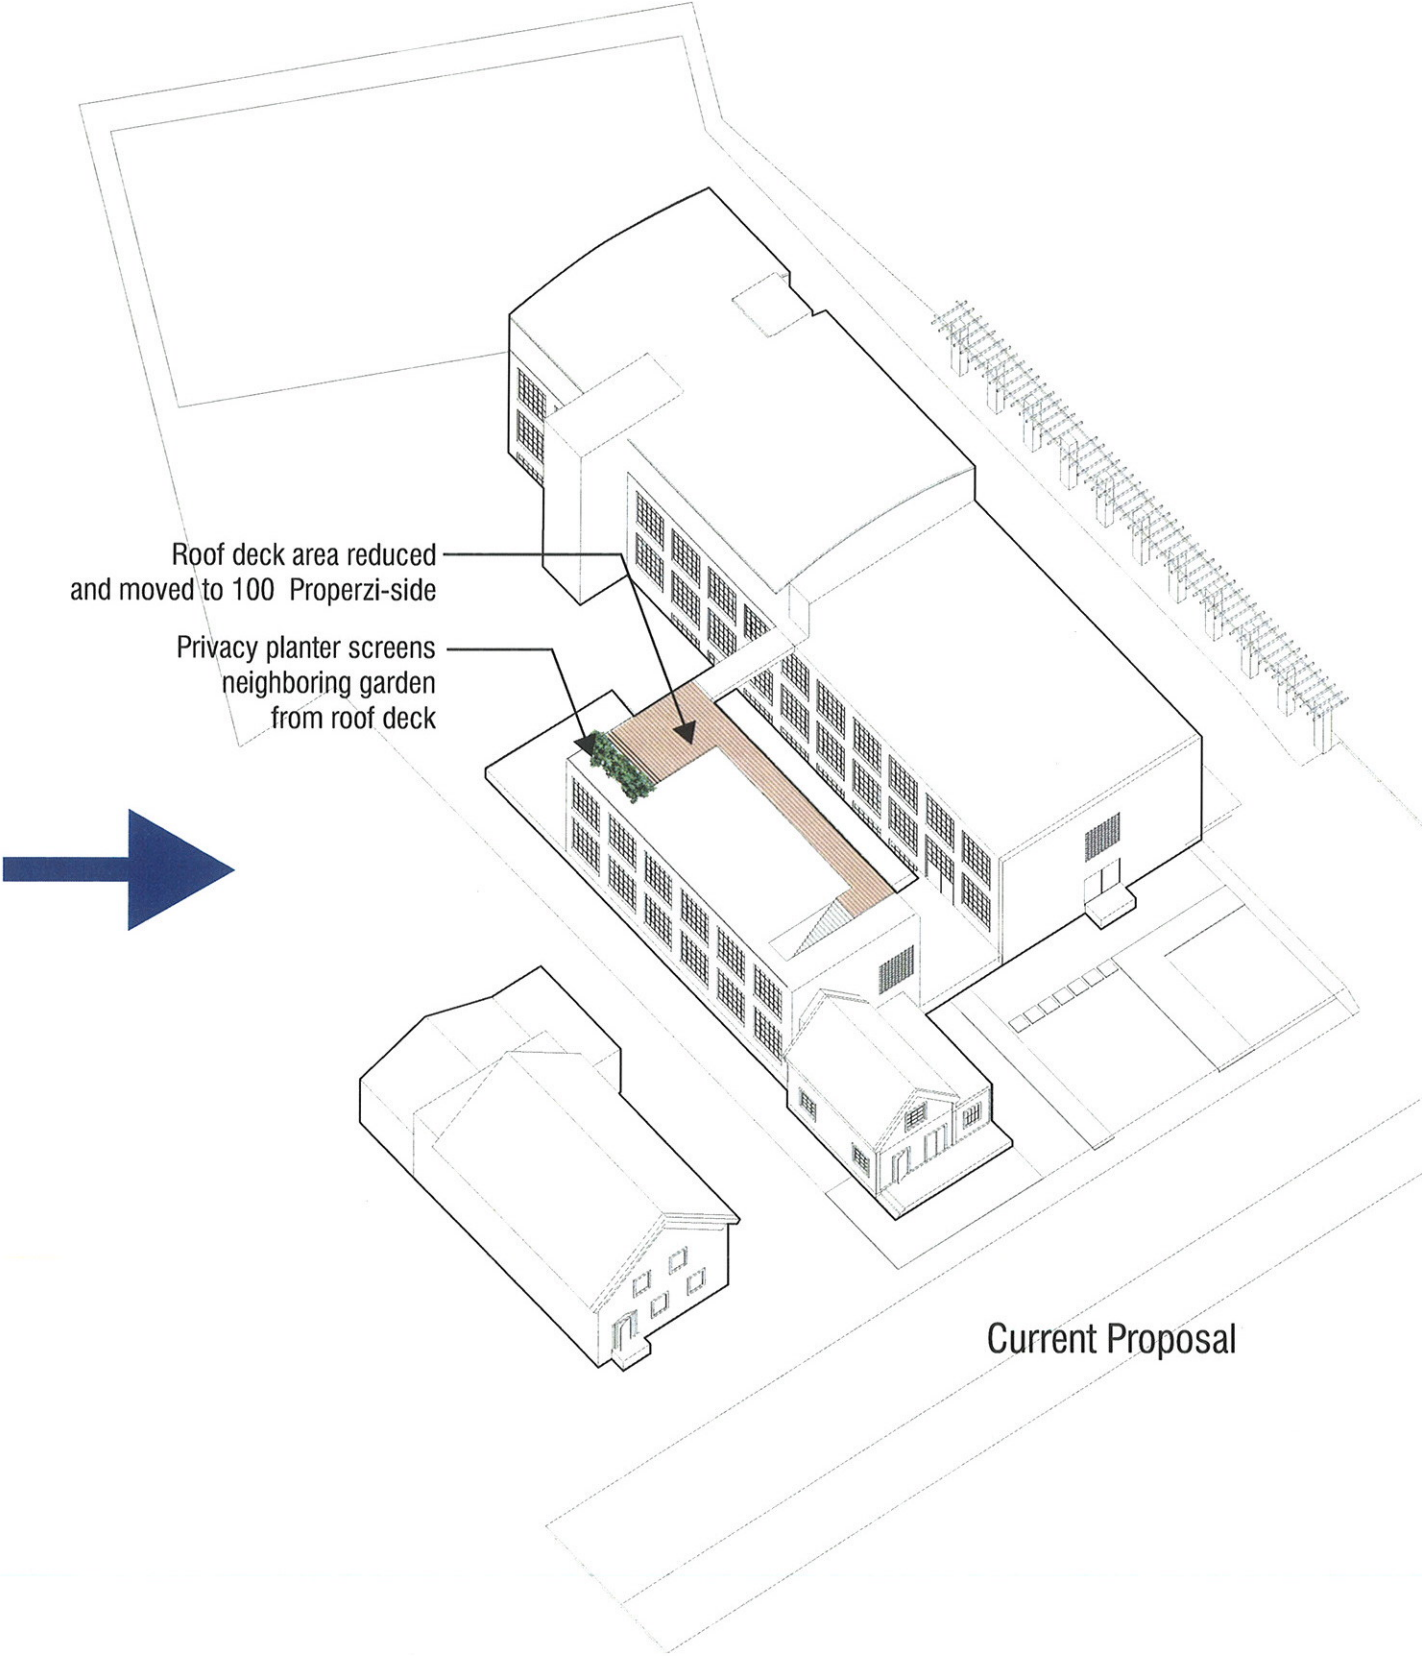 Roof deck area reduced
and moved to 100 Properzi-side
Privacy planter screens
neighboring garden
from roof deck
Current Proposal